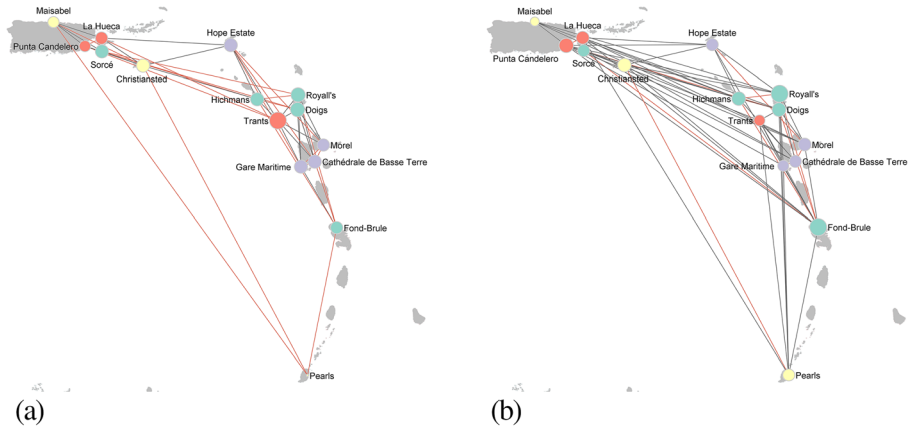 Maisabel
La Hueca
Punta Candelero
Sorcé
Christiansted
Hope Estate
Hichmans
Royall's
Doigs
Trants
Morel
Gare Maritime
Cathédrale de Basse Terre
Fond-Brule
Pearls
(a)
Maisabel
La Hueca
Punta Candelero
Sorcé
Christiansted
Hope Estate
Hichmans
Royall's
Doigs
Trants
Morel
Gare Maritime
Cathédrale de Basse Terre
Fond-Brule
Pearls
(b)